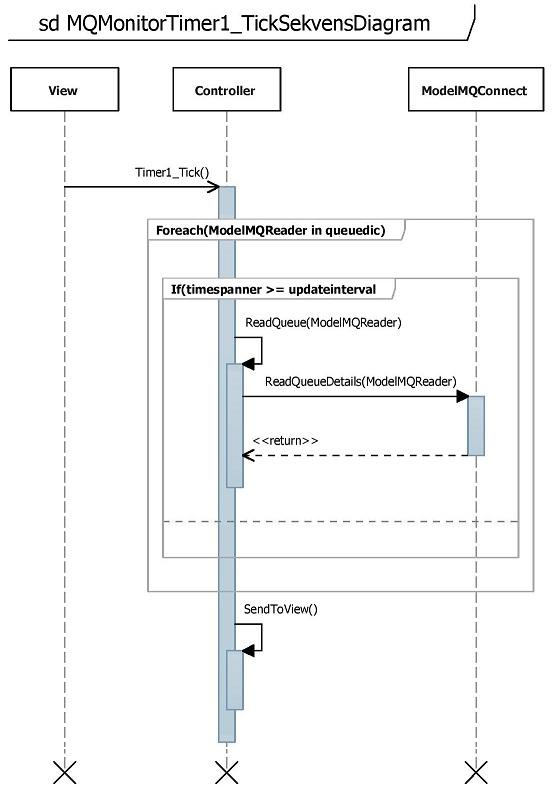 sd MQMonitorTimer1_TickSekvensDiagram
View
Controller
ModelMQConnect
Timer1_Tick()
Foreach(ModelMQReader in queuedic)
If(timespanner >= updateinterval
ReadQueue(ModelMQReader)
ReadQueueDetails(ModelMQReader)
<<return>>
SendToView()